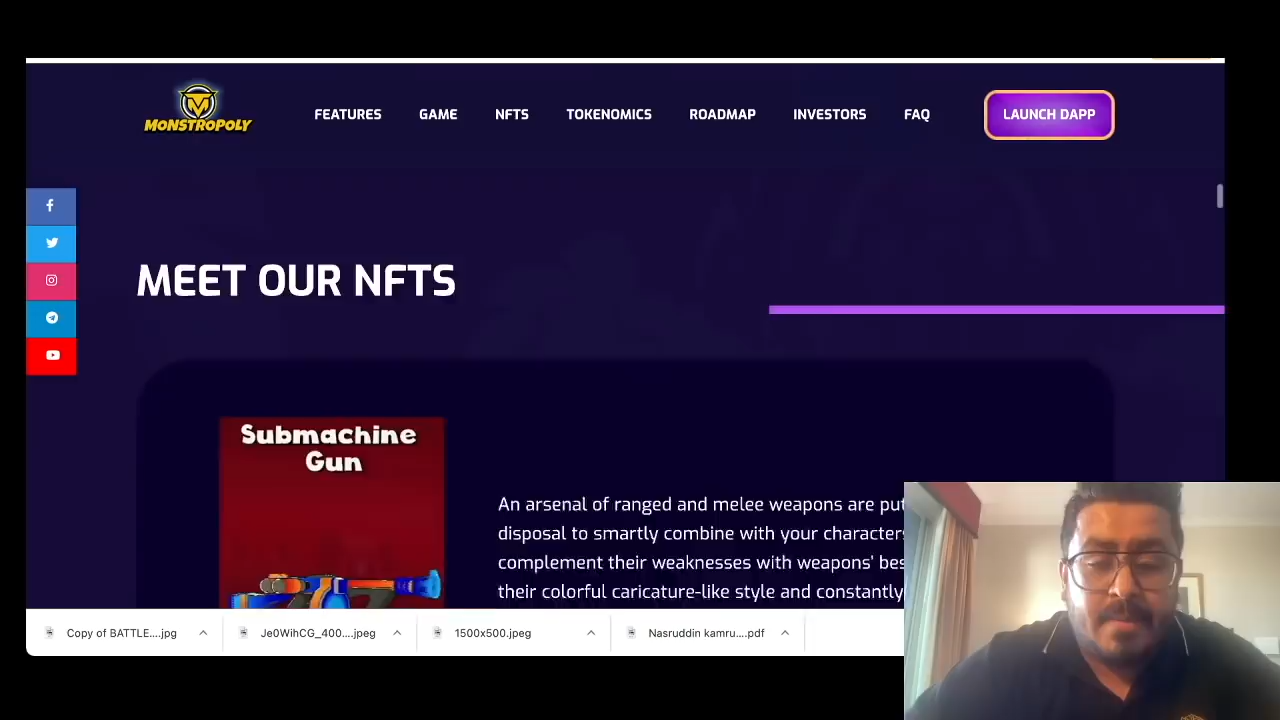 MONSTROPOLY
FEATURES
GAME
NFTS
TOKENOMICS
ROADMAP
INVESTORS
FAQ
LAUNCH DAPP
MEET OUR NFTS
Submachine
Gun
An arsenal of ranged and melee weapons are put
disposal to smartly combine with your characters
complement their weaknesses with weapons' bes
their colorful caricature-like style and constantly
Copy of BATTLE....jpg
Je0WihCG_400....jpeg
1500x500.jpeg
Nasruddin kamru....pdf